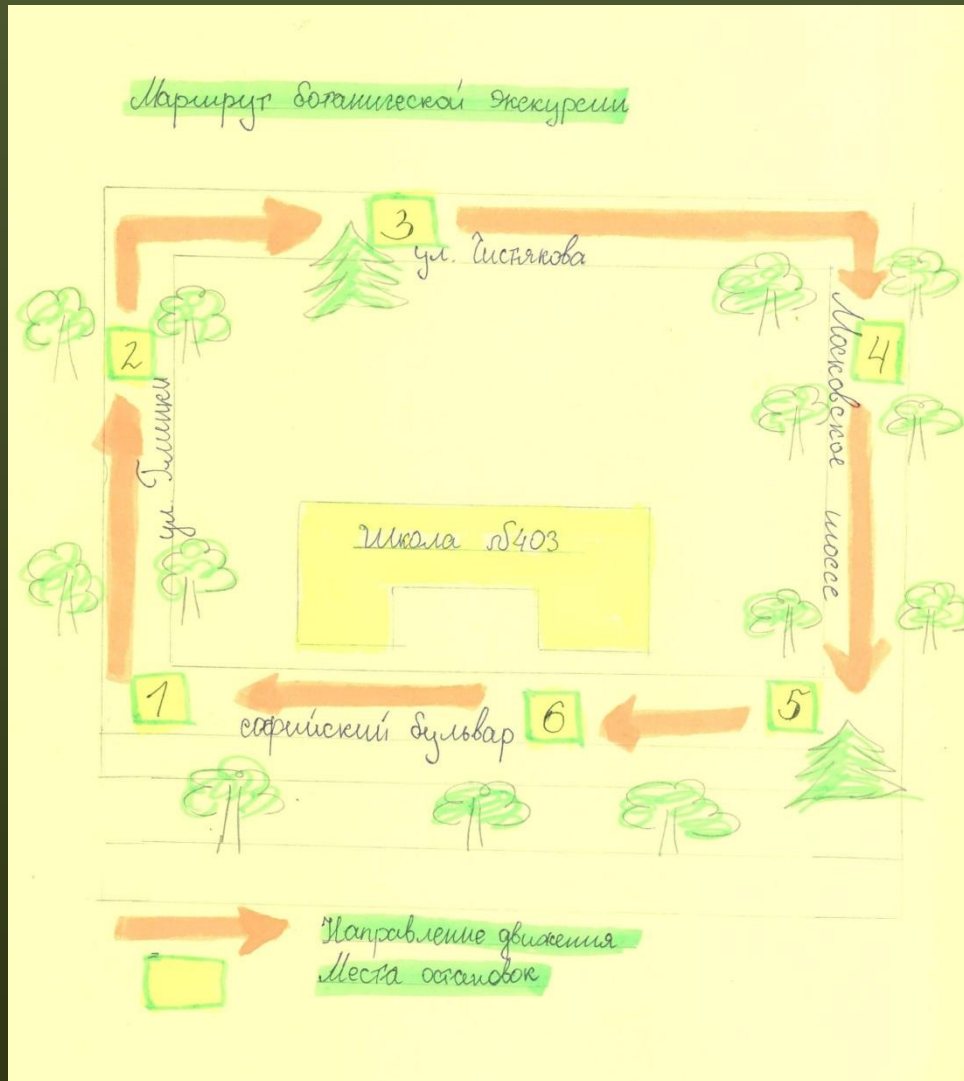 Маршрут ботанической экскурсии
3
ул. Чистякова
2
ул. Глинки
4
Московское шоссе
Школа №403
1
софийский бульвар
6
5
Направление движения
Места остановок